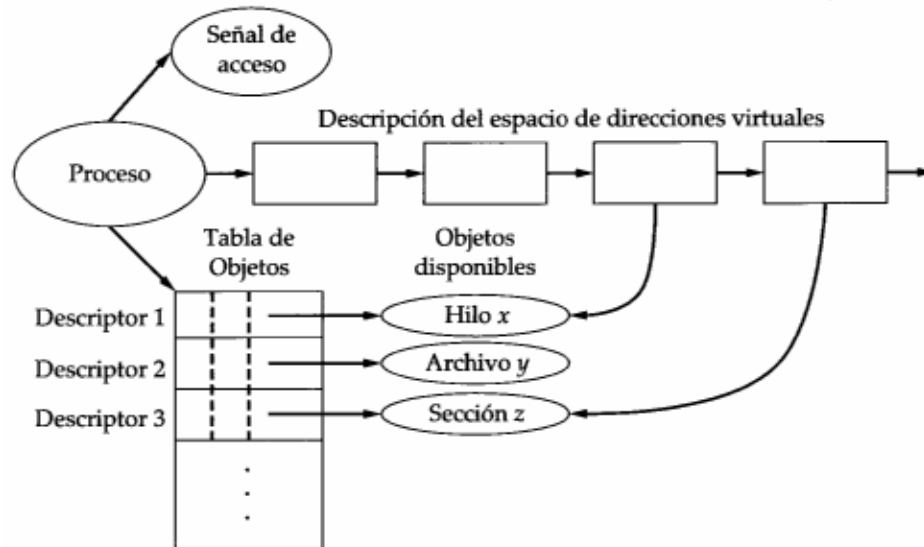 Señal de
acceso
Descripción del espacio de direcciones virtuales
Proceso
Tabla de
Objetos
Objetos
disponibles
Descriptor 1
Hilo x
Descriptor 2
Archivo y
Descriptor 3
Sección z